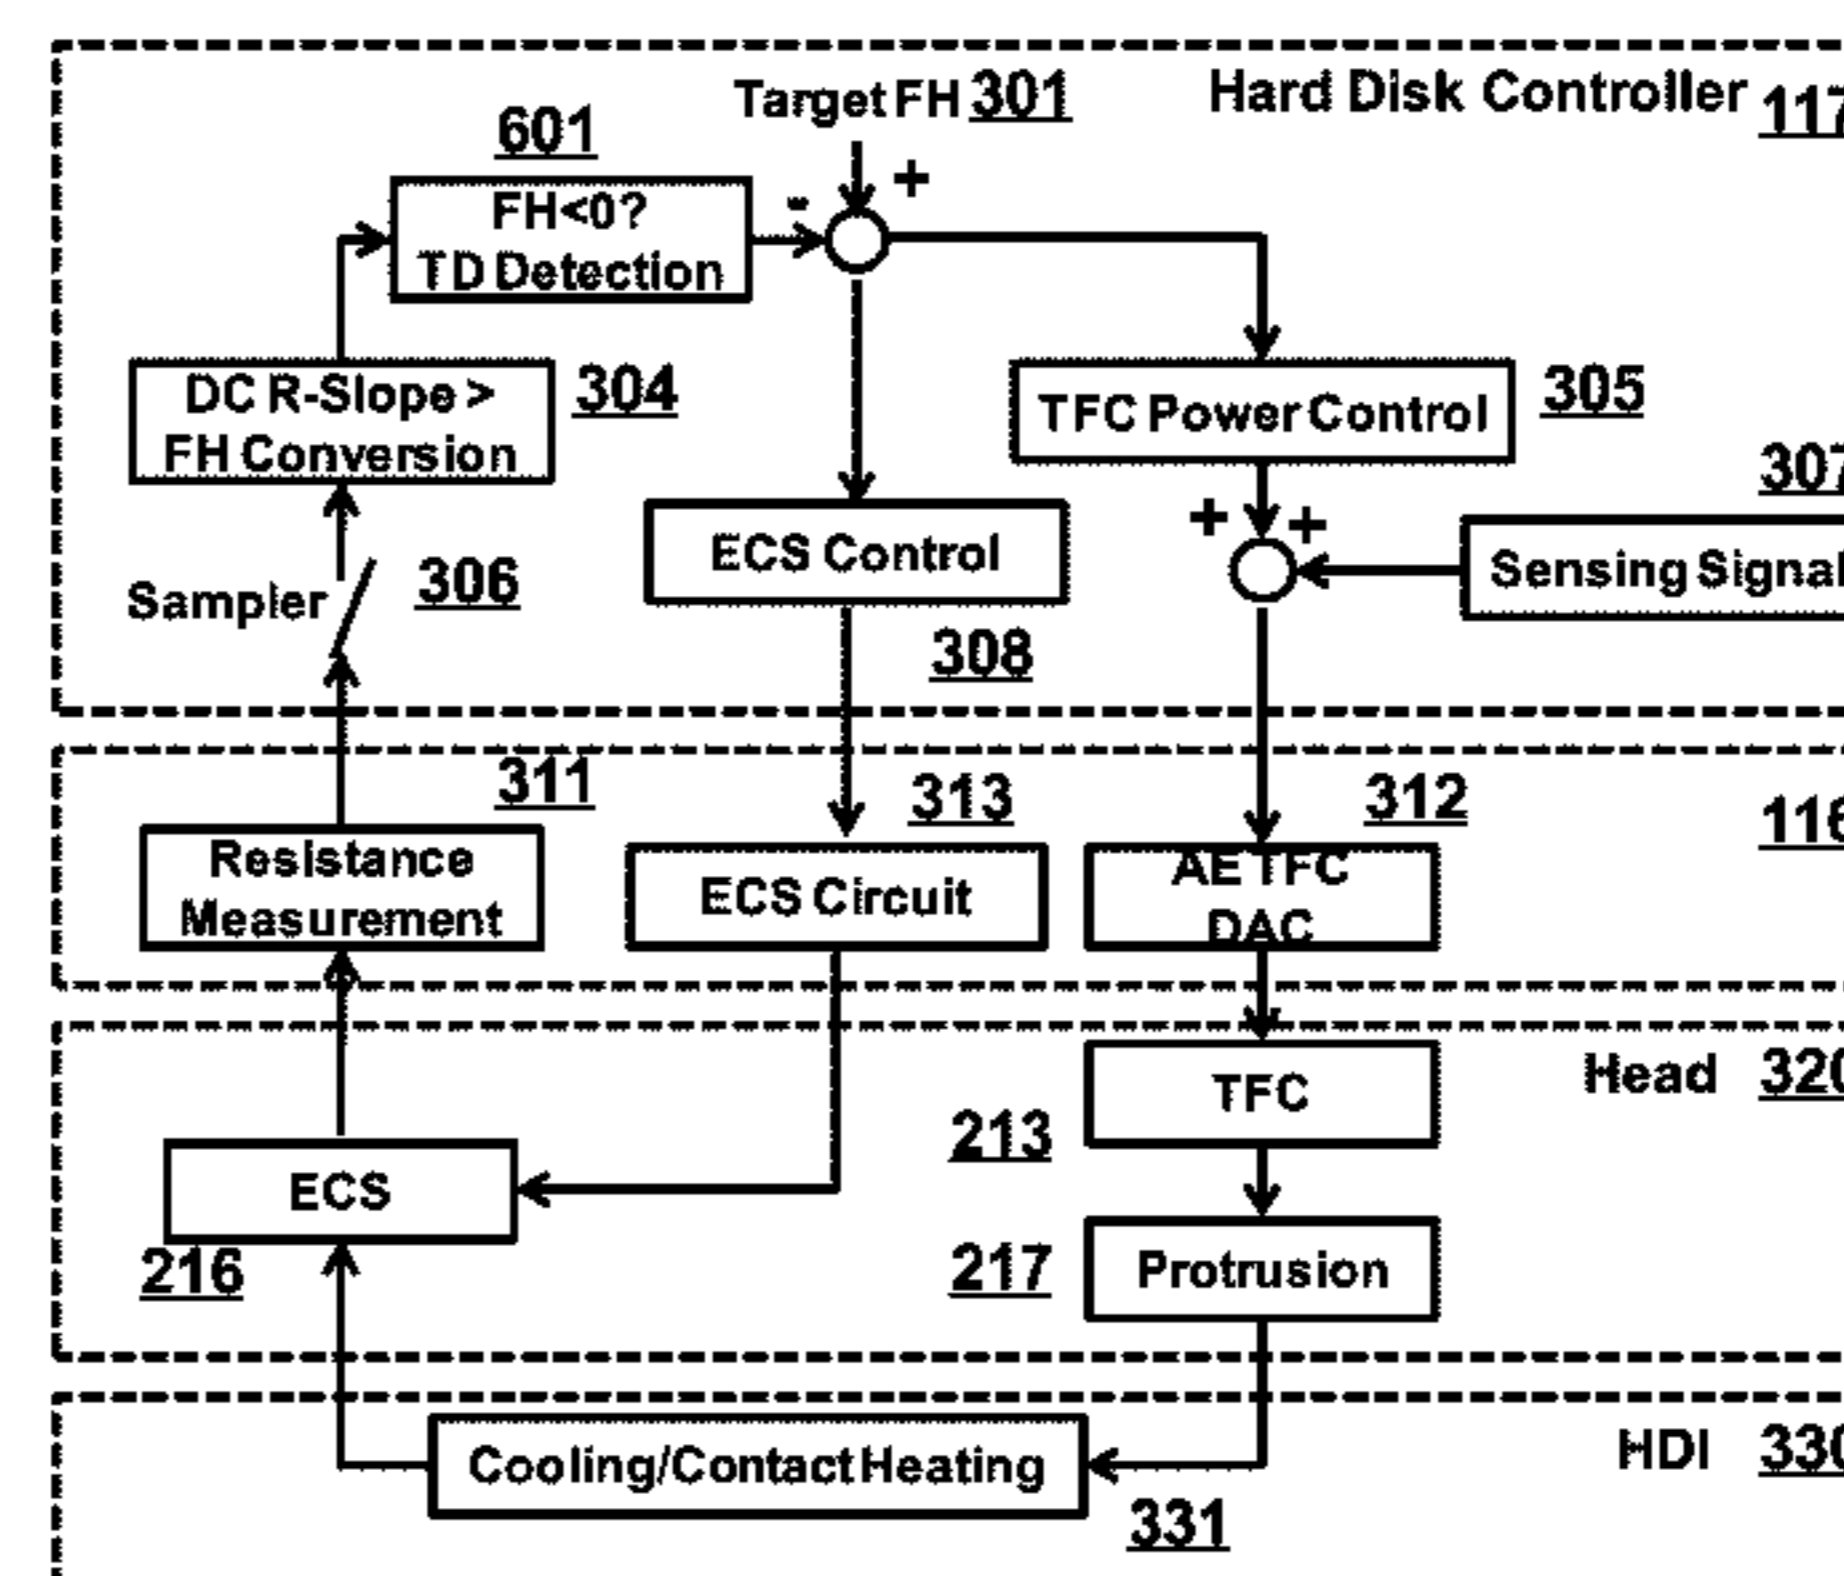 Target FH 301
Hard Disk Controller
601
+
-
FH<0?
TD Detection
DC R-Slope >
FH Conversion
304
TFC Power Control
305
ECS Control
+
+
Sensing Signal
Sampler
306
308
311
313
312
Resistance
Measurement
ECS Circuit
AE TFC
DAC
Head
TFC
213
ECS
216
217
Protrusion
Cooling/Contact Heating
HDI
331